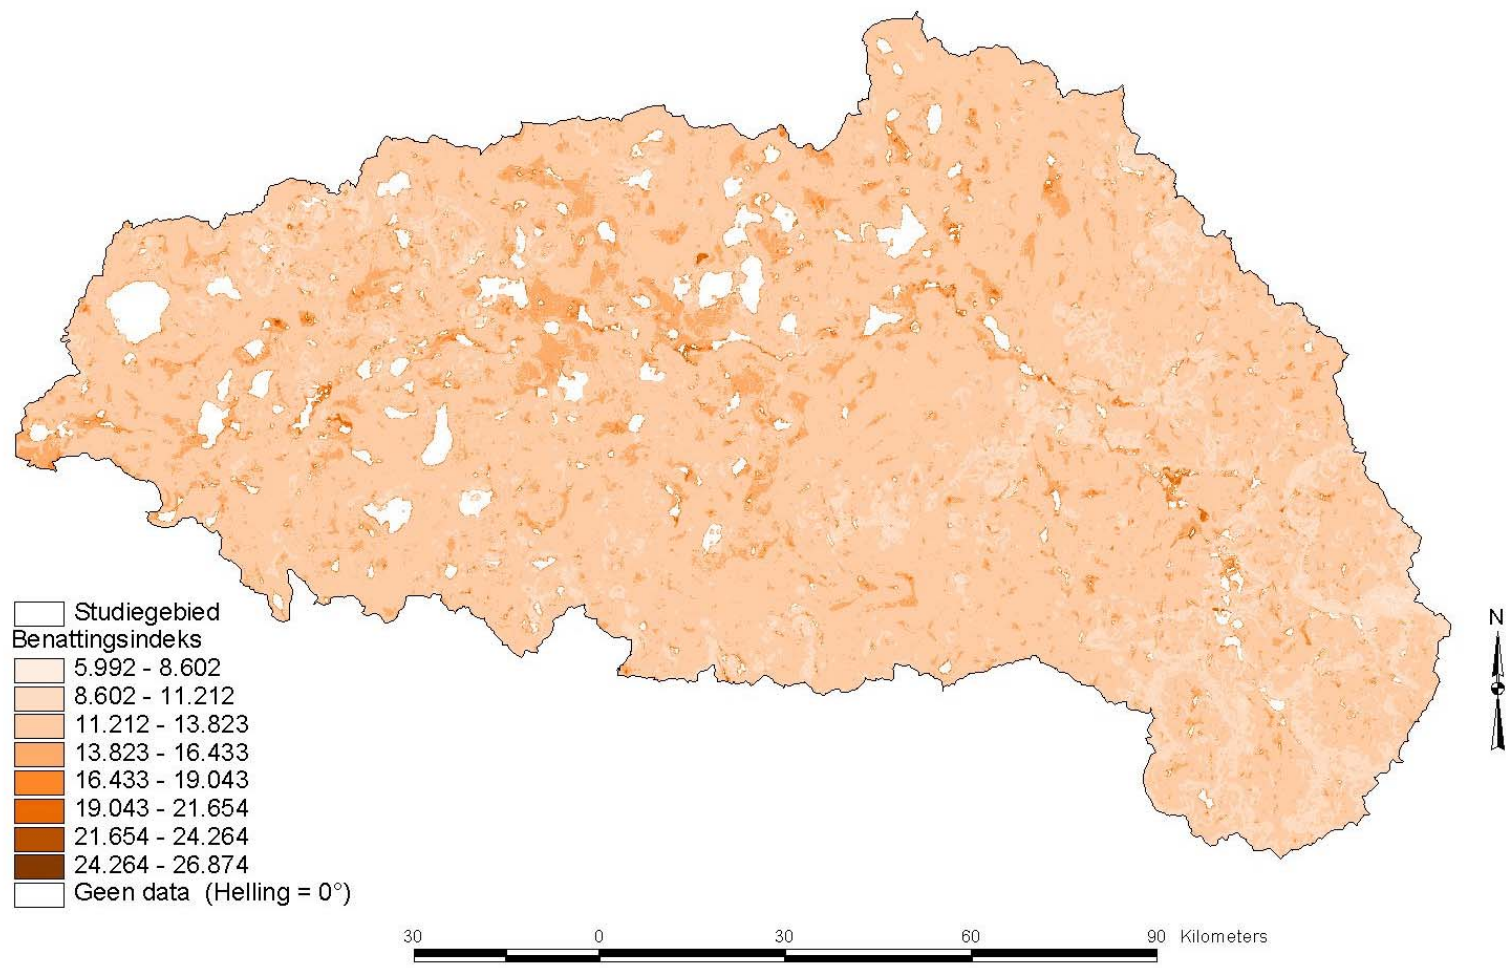 Studiegebied
Benattingsindeks
5.992 - 8.602
8.602 - 11.212
11.212 - 13.823
13.823 - 16.433
16.433 - 19.043
19.043 - 21.654
21.654 - 24.264
24.264 - 26.874
Geen data (Helling = 0°)
N
30 0 30 60 90 Kilometers